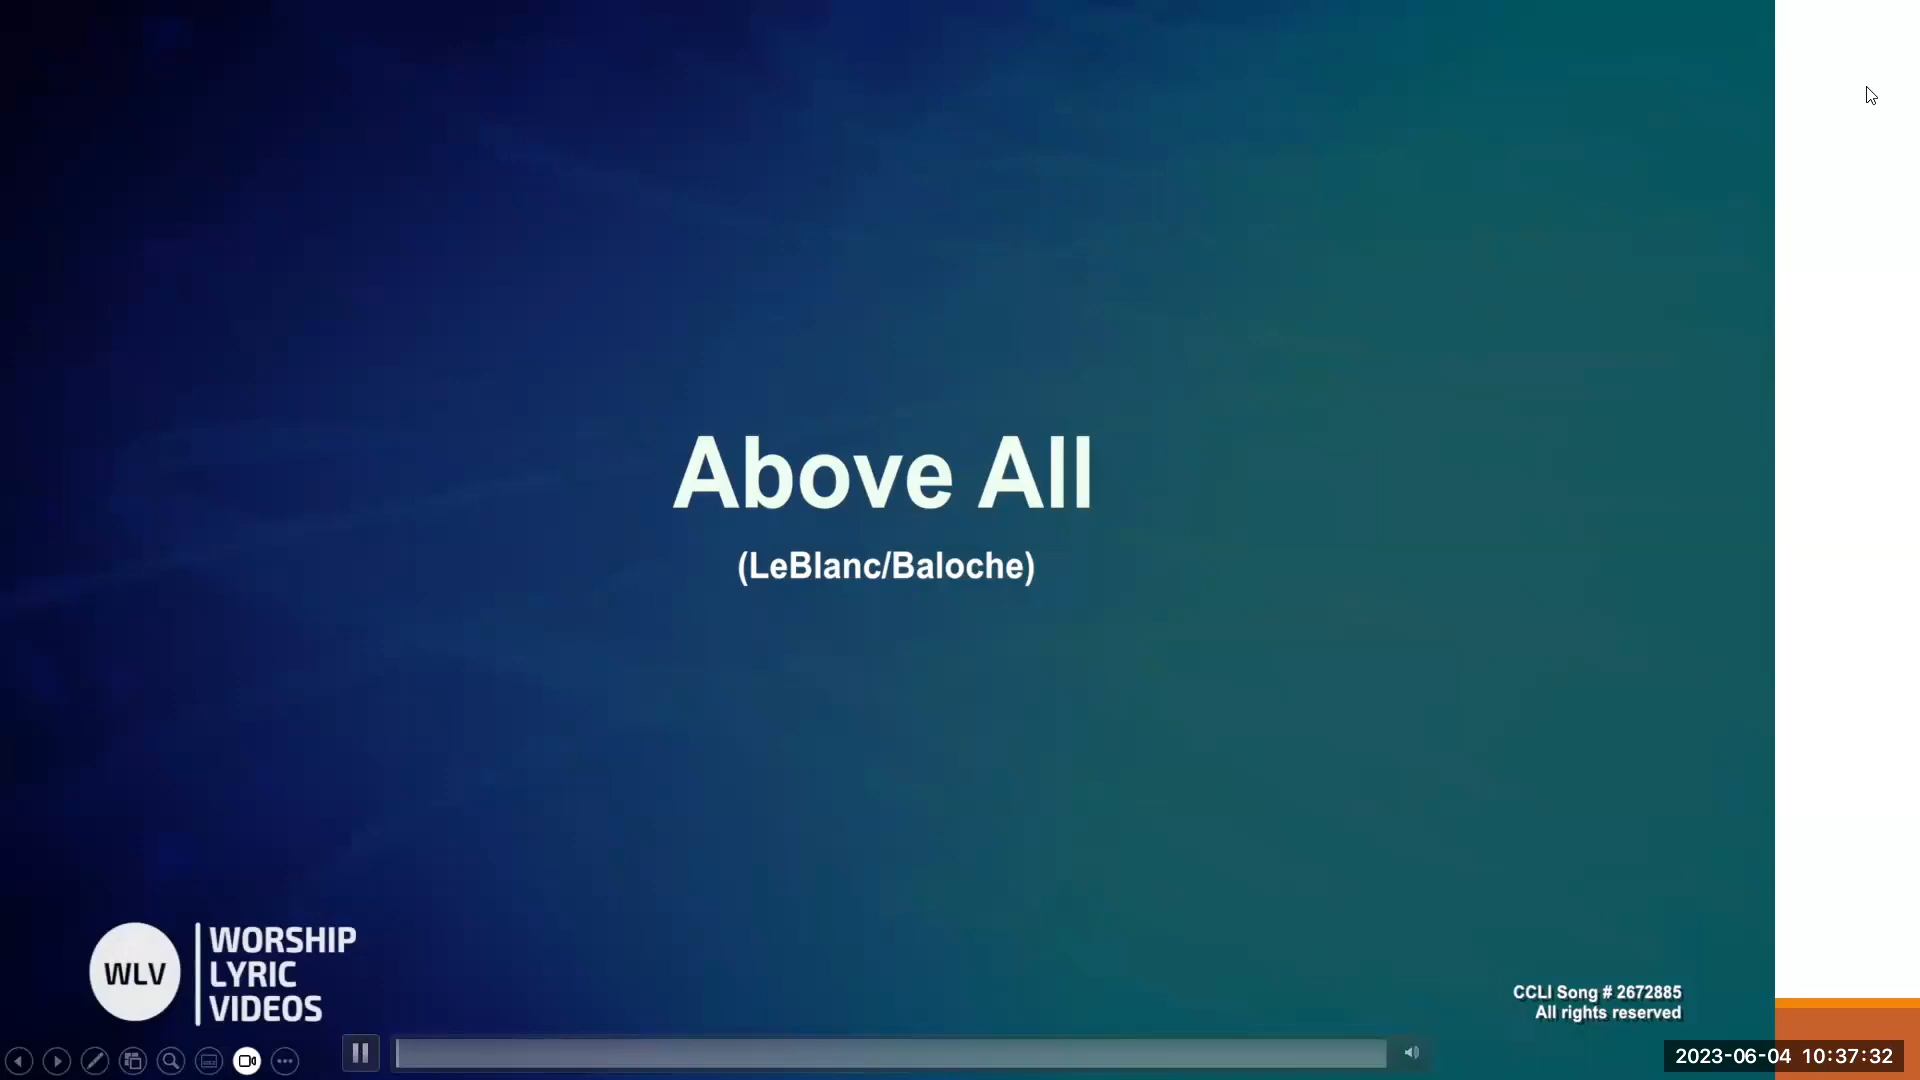 Above All
(LeBlanc/Baloche)
WLV
WORSHIP
LYRIC
VIDEOS
CCLI Song # 2672885
All rights reserved
2023-06-04 10:37:32